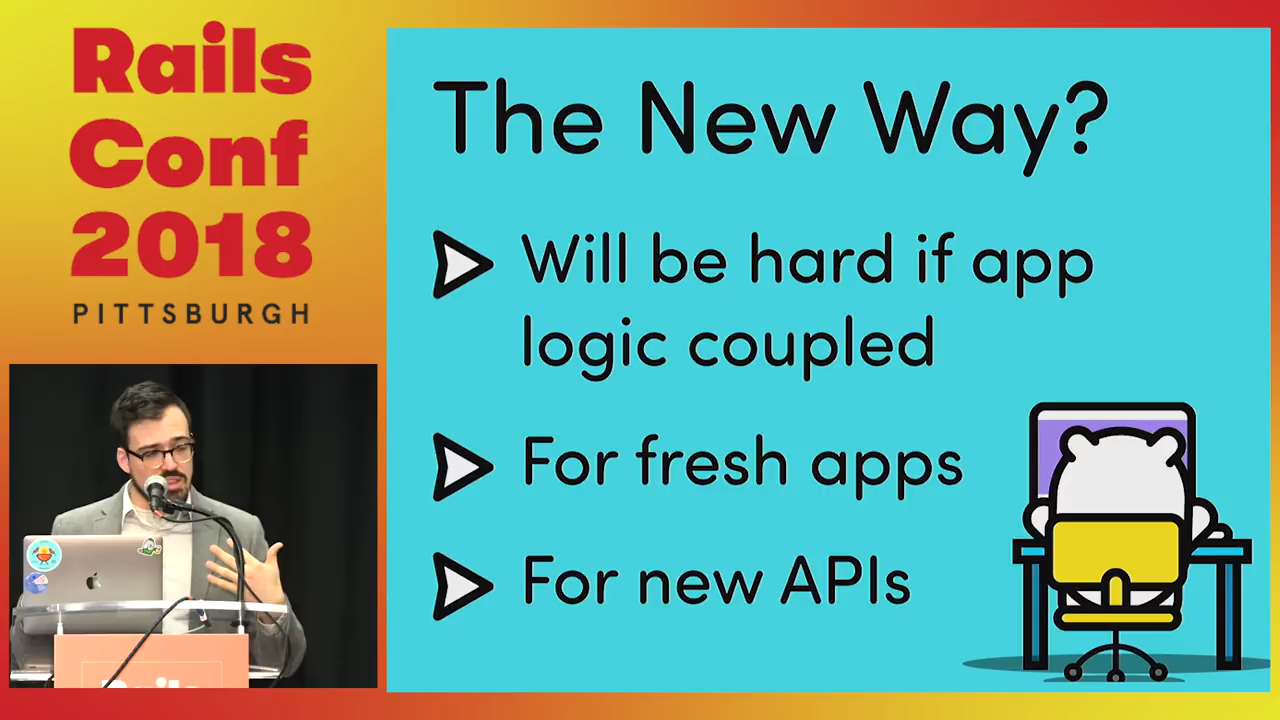 Rails
Conf
2018
PITTSBURGH
The New Way?
Will be hard if app
logic coupled
For fresh apps
For new APIs
Rails